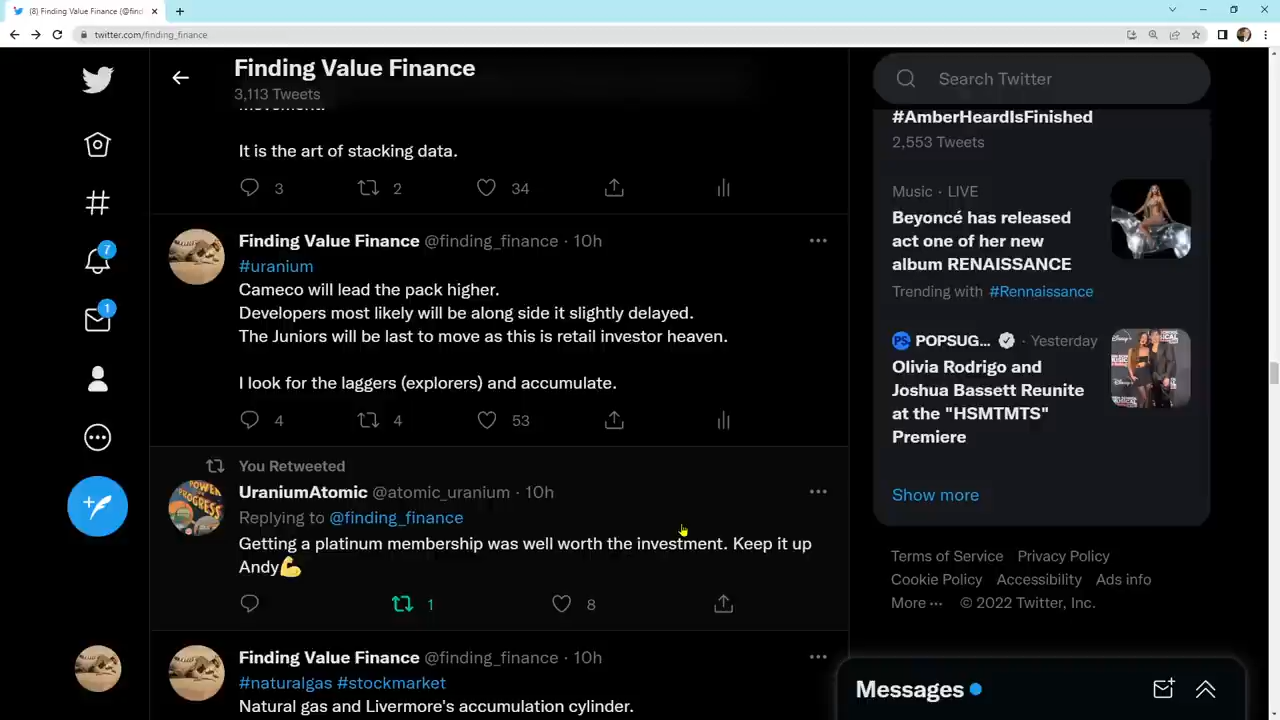 (8) Finding Value Finance (@find
twitter.com/finding_finance
Finding Value Finance
3,113 Tweets
movement.
It is the art of stacking data.
3 2 34
Finding Value Finance @finding_finance · 10h
#uranium
Cameco will lead the pack higher.
Developers most likely will be along side it slightly delayed.
The Juniors will be last to move as this is retail investor heaven.
I look for the laggers (explorers) and accumulate.
4 4 53
You Retweeted
UraniumAtomic @atomic_uranium · 10h
Replying to @finding_finance
Getting a platinum membership was well worth the investment. Keep it up
Andy💪
1 8
Finding Value Finance @finding_finance · 10h
#naturalgas #stockmarket
Natural gas and Livermore's accumulation cylinder.
7
1
Search Twitter
#AmberHeardIsFinished
2,553 Tweets
Music · LIVE
Beyoncé has released
act one of her new
album RENAISSANCE
Trending with #Rennaissance
PS POPSUG... · Yesterday
Olivia Rodrigo and
Joshua Bassett Reunite
at the "HSMTMTS"
Premiere
Show more
Terms of Service Privacy Policy
Cookie Policy Accessibility Ads info
More ··· © 2022 Twitter, Inc.
Messages